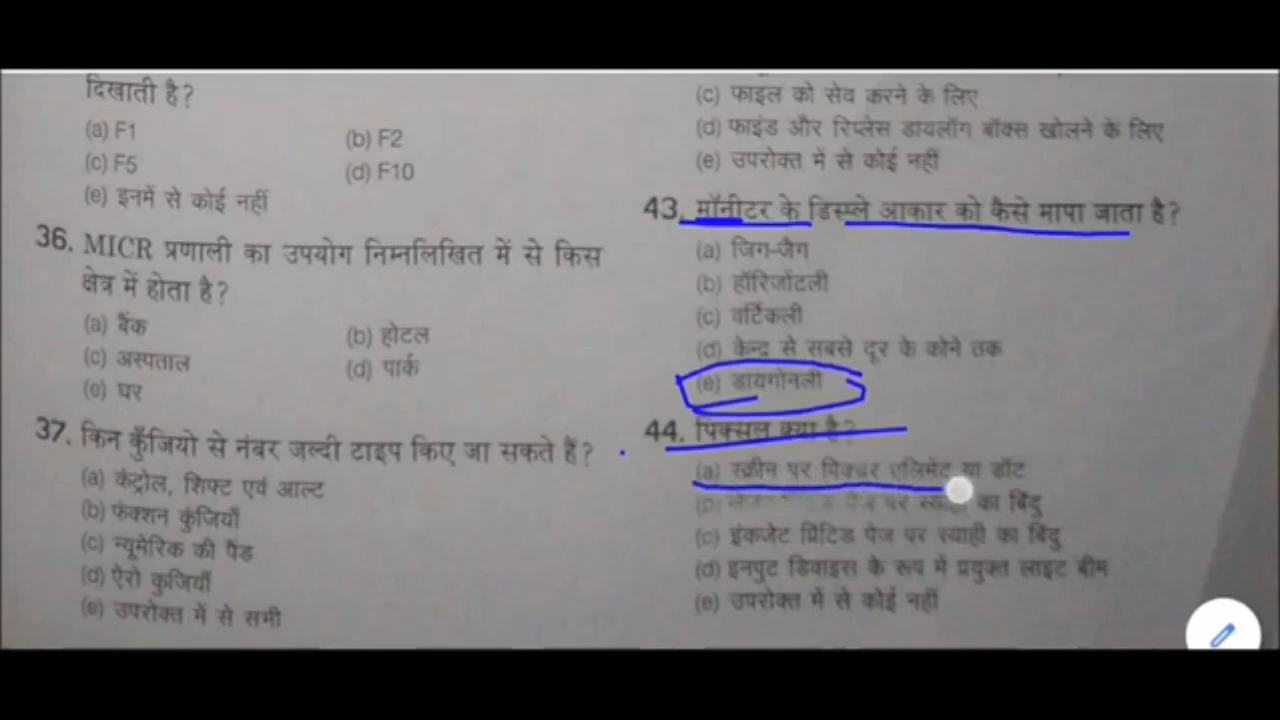 दिखाती है?
(a) F1
(b) F2
(c) F5
(d) F10
(e) इनमें से कोई नहीं
36. MICR प्रणाली का उपयोग निम्नलिखित में से किस
क्षेत्र में होता है?
(a) बैंक
(b) होटल
(c) अस्पताल
(d) पार्क
(e) घर
37. किन कुँजियो से नंबर जल्दी टाइप किए जा सकते हैं?
(a) कंट्रोल, शिफ्ट एवं आल्ट
(b) फंक्शन कुंजियाँ
(c) न्यूमेरिक की पैड
(d) ऐरो कुजियाँ
(e) उपरोक्त में से सभी
(c) फाइल को सेव करने के लिए
(d) फाइंड और रिप्लेस डायलॉग बॉक्स खोलने के लिए
(e) उपरोक्त में से कोई नहीं
43. मॉनीटर के डिस्प्ले आकार को कैसे मापा जाता है?
(a) जिग-जैग
(b) हॉरिजोंटली
(c) वर्टिकली
(d) केन्द्र से सबसे दूर के कोने तक
(e) डायगोनली
44. पिक्सल क्या है?
(a) स्क्रीन पर पिक्चर एलिमेंट या डॉट
पर स्याही का बिंदु
(c) इंकजेट प्रिंटिड पेज पर स्याही का बिंदु
(d) इनपुट डिवाइस के रूप में प्रयुक्त लाइट बीम
(e) उपरोक्त में से कोई नहीं